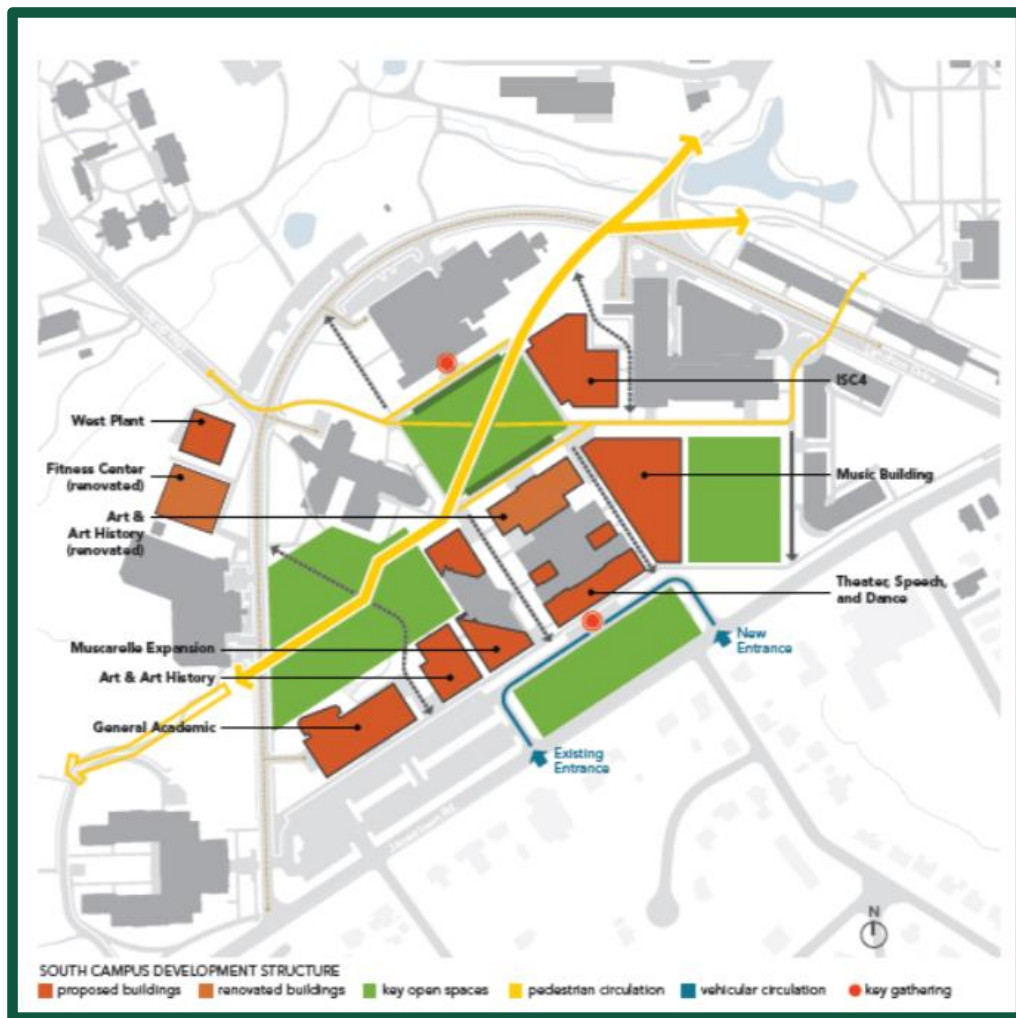 ISC4
West Plant
Fitness Center
(renovated)
Music Building
Art &
Art History
(renovated)
Theater, Speech,
and Dance
New
Entrance
Muscarelle Expansion
Art & Art History
General Academic
Existing
Entrance
Jamestown Rd
N
SOUTH CAMPUS DEVELOPMENT STRUCTURE
proposed buildings
renovated buildings
key open spaces
pedestrian circulation
vehicular circulation
key gathering